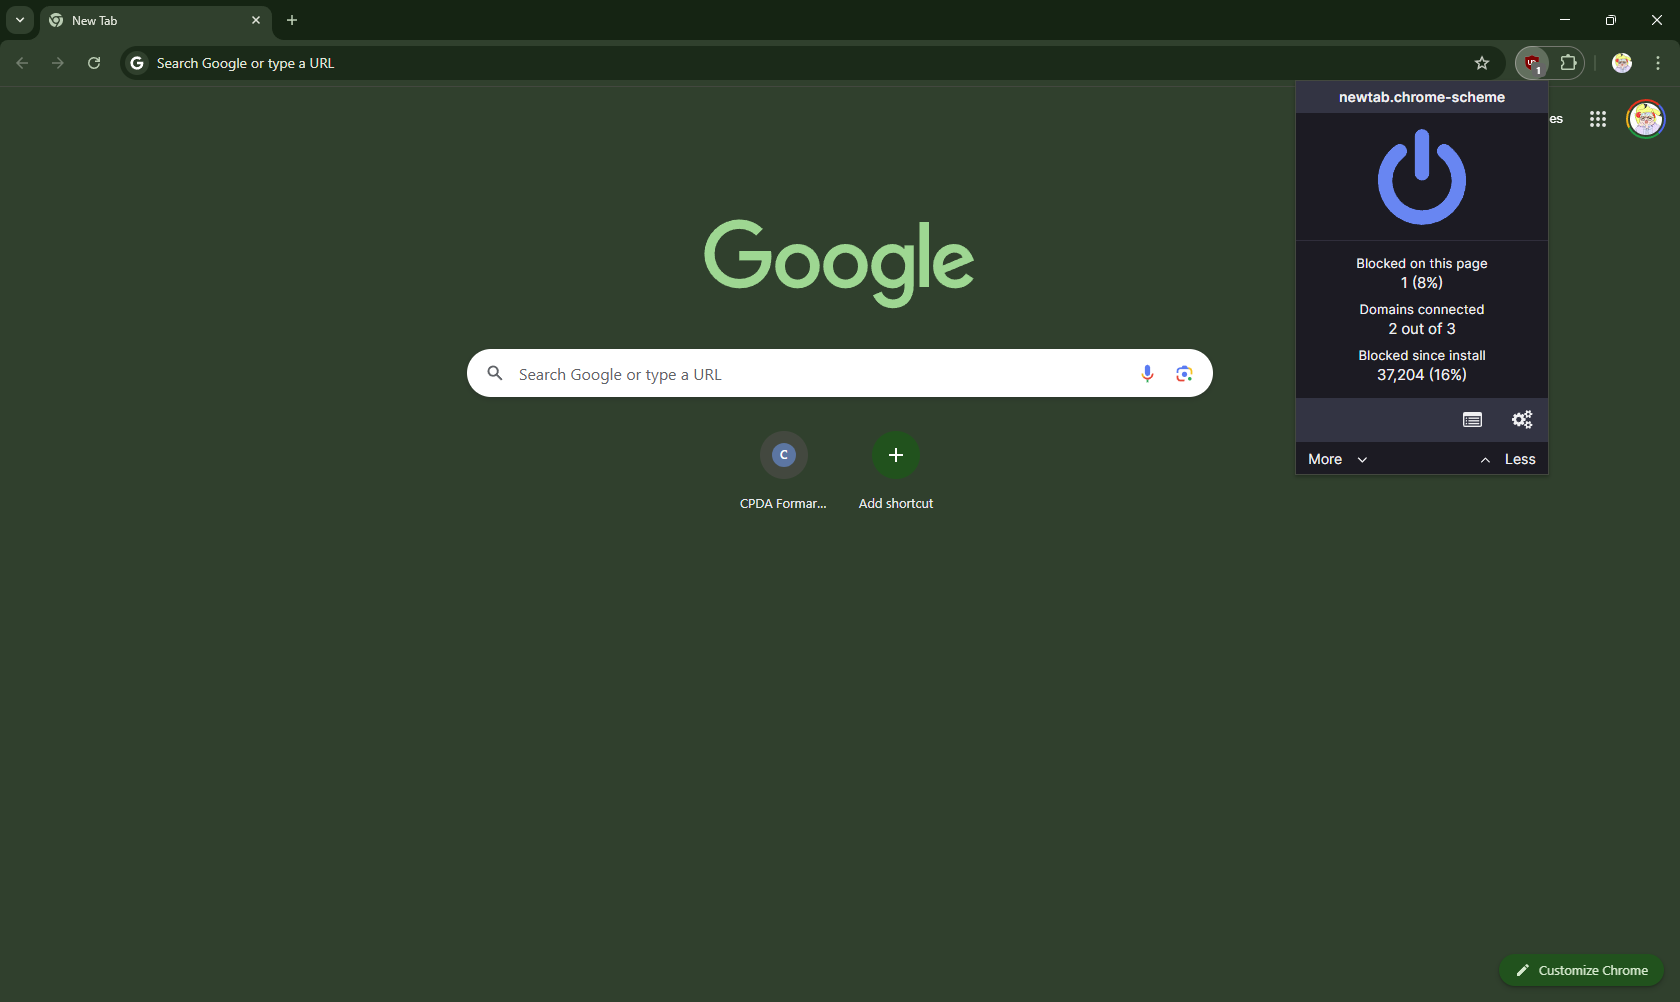 New Tab
Search Google or type a URL
1
newtab.chrome-scheme
es
Google
Blocked on this page
1 (8%)
Domains connected
2 out of 3
Blocked since install
37,204 (16%)
Search Google or type a URL
More
Less
C
CPDA Formar...
Add shortcut
Customize Chrome